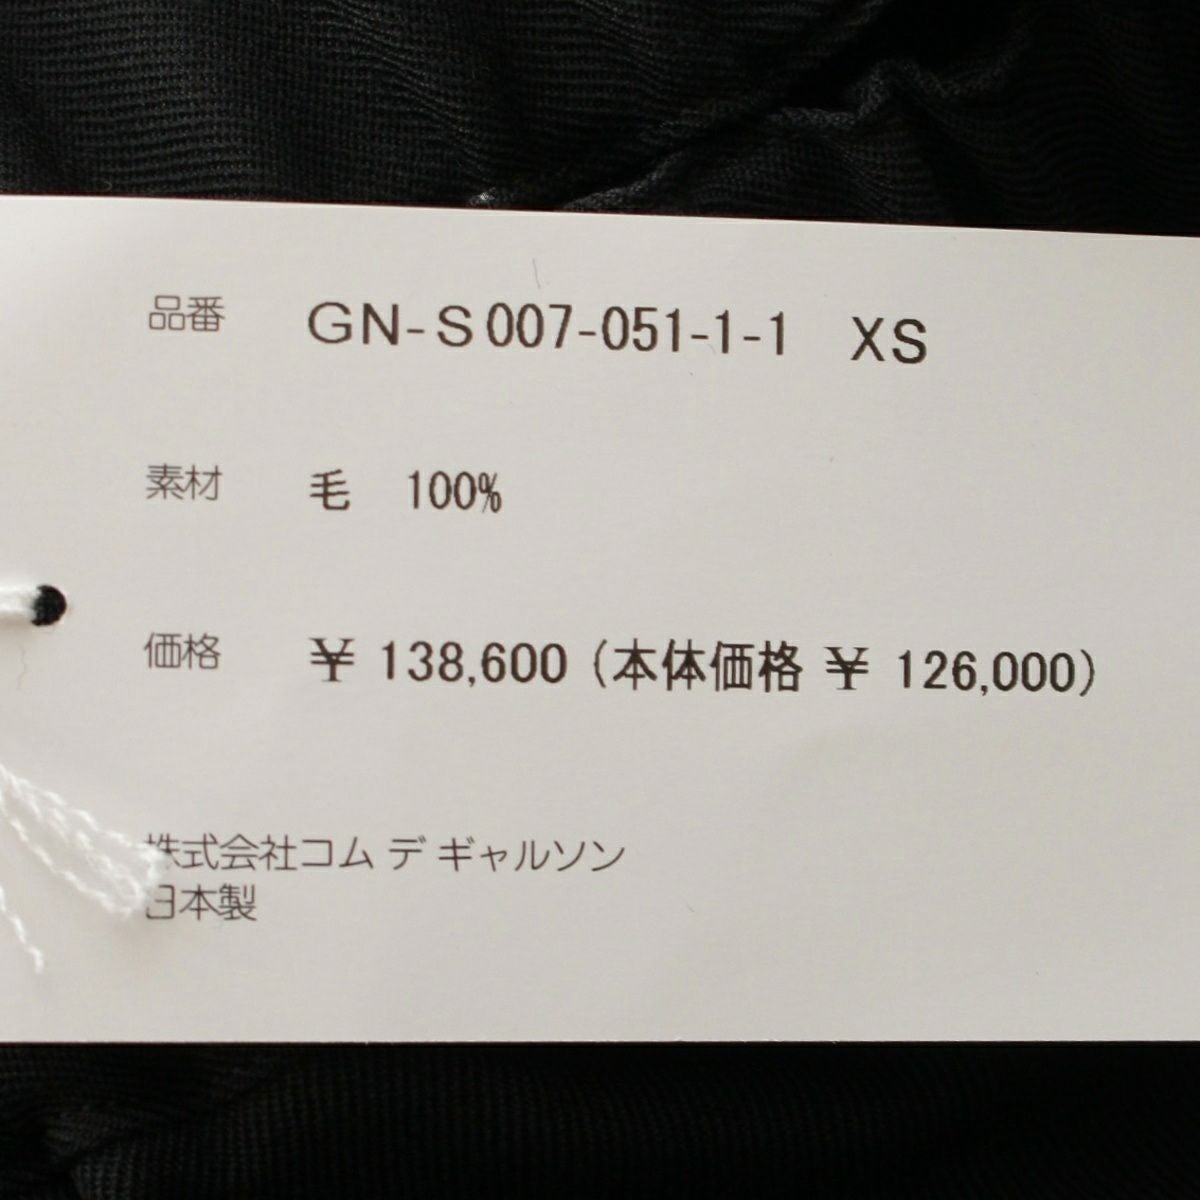 品番 GN-S007-051-1-1 XS
素材 毛 100%
価格 ¥ 138,600 (本体価格 ¥ 126,000)
株式会社コム デ ギャルソン
日本製